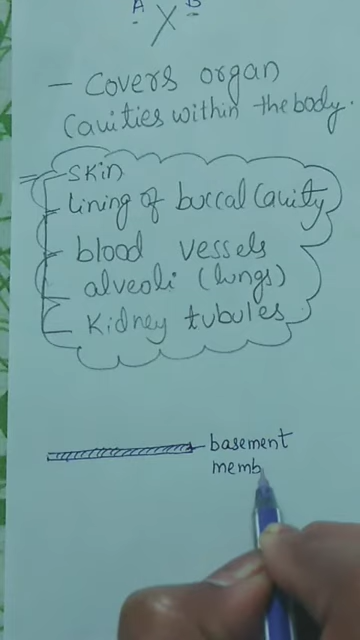 A B
- Covers organ
Cavities within the body.
- Skin
- lining of buccal Cavity
- blood vessels
- alveoli (lungs)
- Kidney tubules
basement
memb